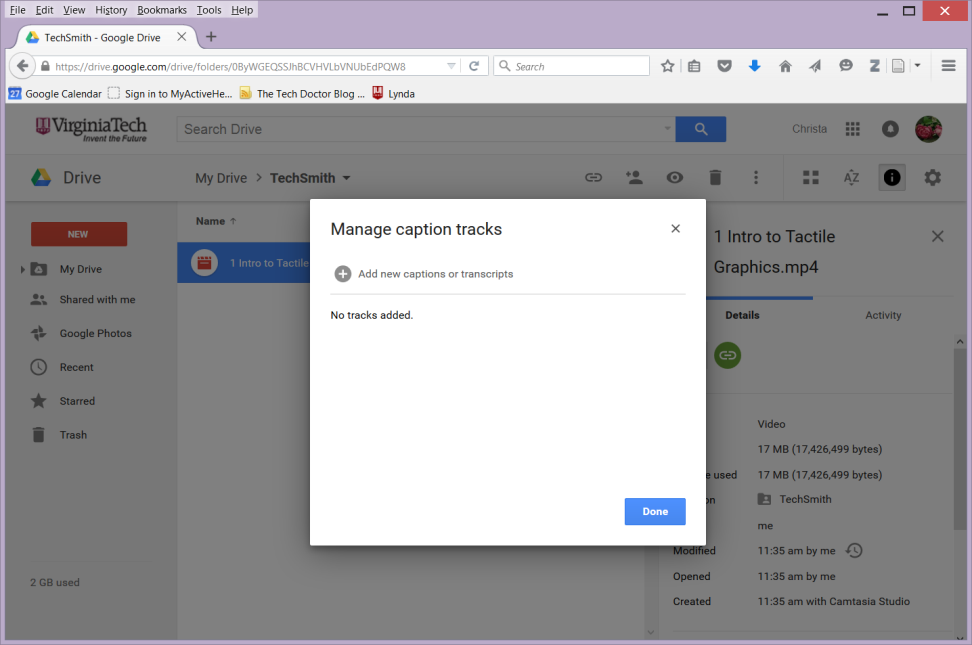 File Edit View History Bookmarks Tools Help
TechSmith - Google Drive
https://drive.google.com/drive/folders/0ByWGEQSSJhBCVHVLbVNUbEdPQW8
Search
27 Google Calendar Sign in to MyActiveHe... The Tech Doctor Blog ... Lynda
VirginiaTech
Invent the Future
Search Drive
Christa
Drive
My Drive > TechSmith
AZ
NEW
My Drive
Shared with me
Google Photos
Recent
Starred
Trash
2 GB used
Name
1 Intro to Tactile
Manage caption tracks
Add new captions or transcripts
No tracks added.
Done
1 Intro to Tactile
Graphics.mp4
Details Activity
Video
17 MB (17,426,499 bytes)
used 17 MB (17,426,499 bytes)
on TechSmith
me
Modified 11:35 am by me
Opened 11:35 am by me
Created 11:35 am with Camtasia Studio